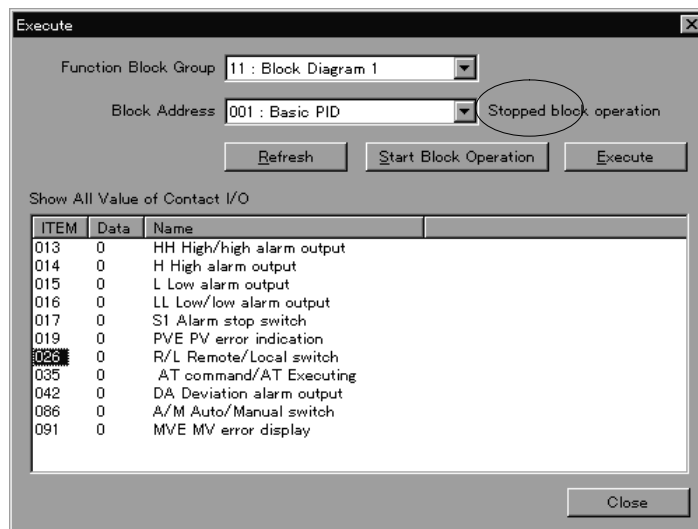 Execute
Function Block Group 11 : Block Diagram 1
Block Address 001 : Basic PID Stopped block operation
Refresh Start Block Operation Execute
Show All Value of Contact I/O
ITEM Data Name
013 0 HH High/high alarm output
014 0 H High alarm output
015 0 L Low alarm output
016 0 LL Low/low alarm output
017 0 S1 Alarm stop switch
019 0 PVE PV error indication
026 0 R/L Remote/Local switch
035 0 AT command/AT Executing
042 0 DA Deviation alarm output
086 0 A/M Auto/Manual switch
091 0 MVE MV error display
Close